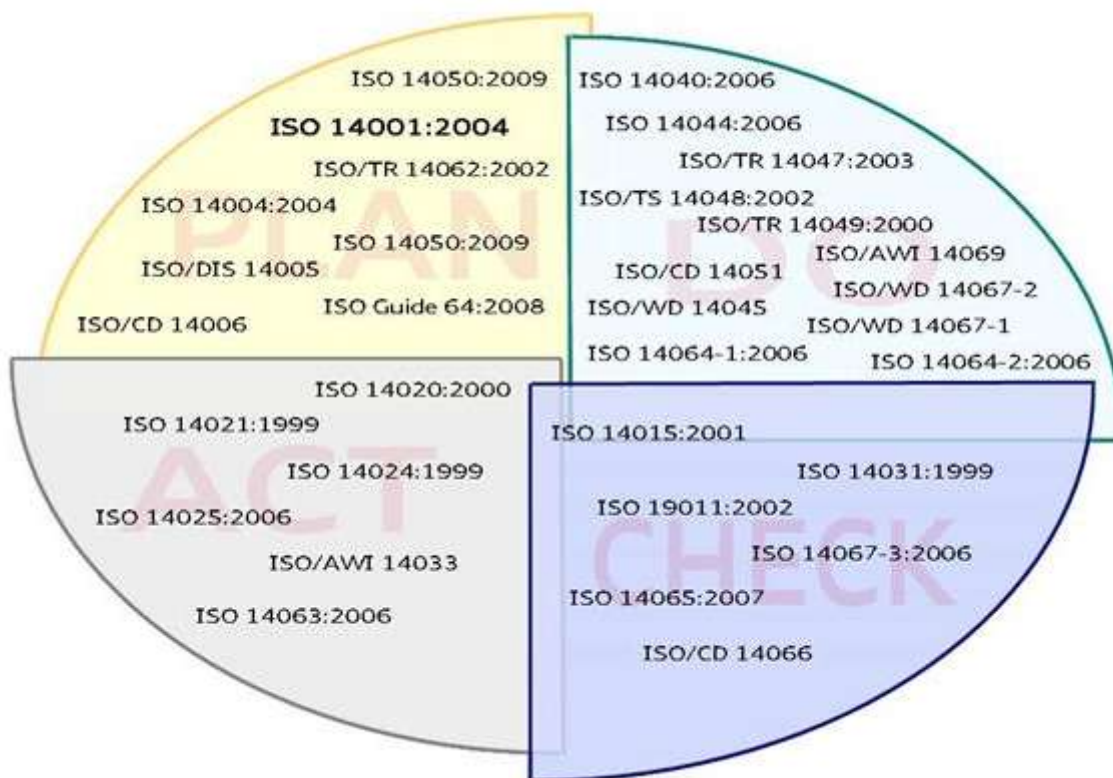 ISO 14050:2009
ISO 14001:2004
ISO/TR 14062:2002
ISO 14004:2004
ISO 14050:2009
ISO/DIS 14005
ISO Guide 64:2008
ISO/CD 14006
PLAN
ISO 14040:2006
ISO 14044:2006
ISO/TR 14047:2003
ISO/TS 14048:2002
ISO/TR 14049:2000
ISO/AWI 14069
ISO/CD 14051
ISO/WD 14067-2
ISO/WD 14045
ISO/WD 14067-1
ISO 14064-1:2006
ISO 14064-2:2006
DO
ISO 14020:2000
ISO 14021:1999
ISO 14024:1999
ISO 14025:2006
ISO/AWI 14033
ISO 14063:2006
ACT
ISO 14015:2001
ISO 14031:1999
ISO 19011:2002
ISO 14067-3:2006
ISO 14065:2007
ISO/CD 14066
CHECK